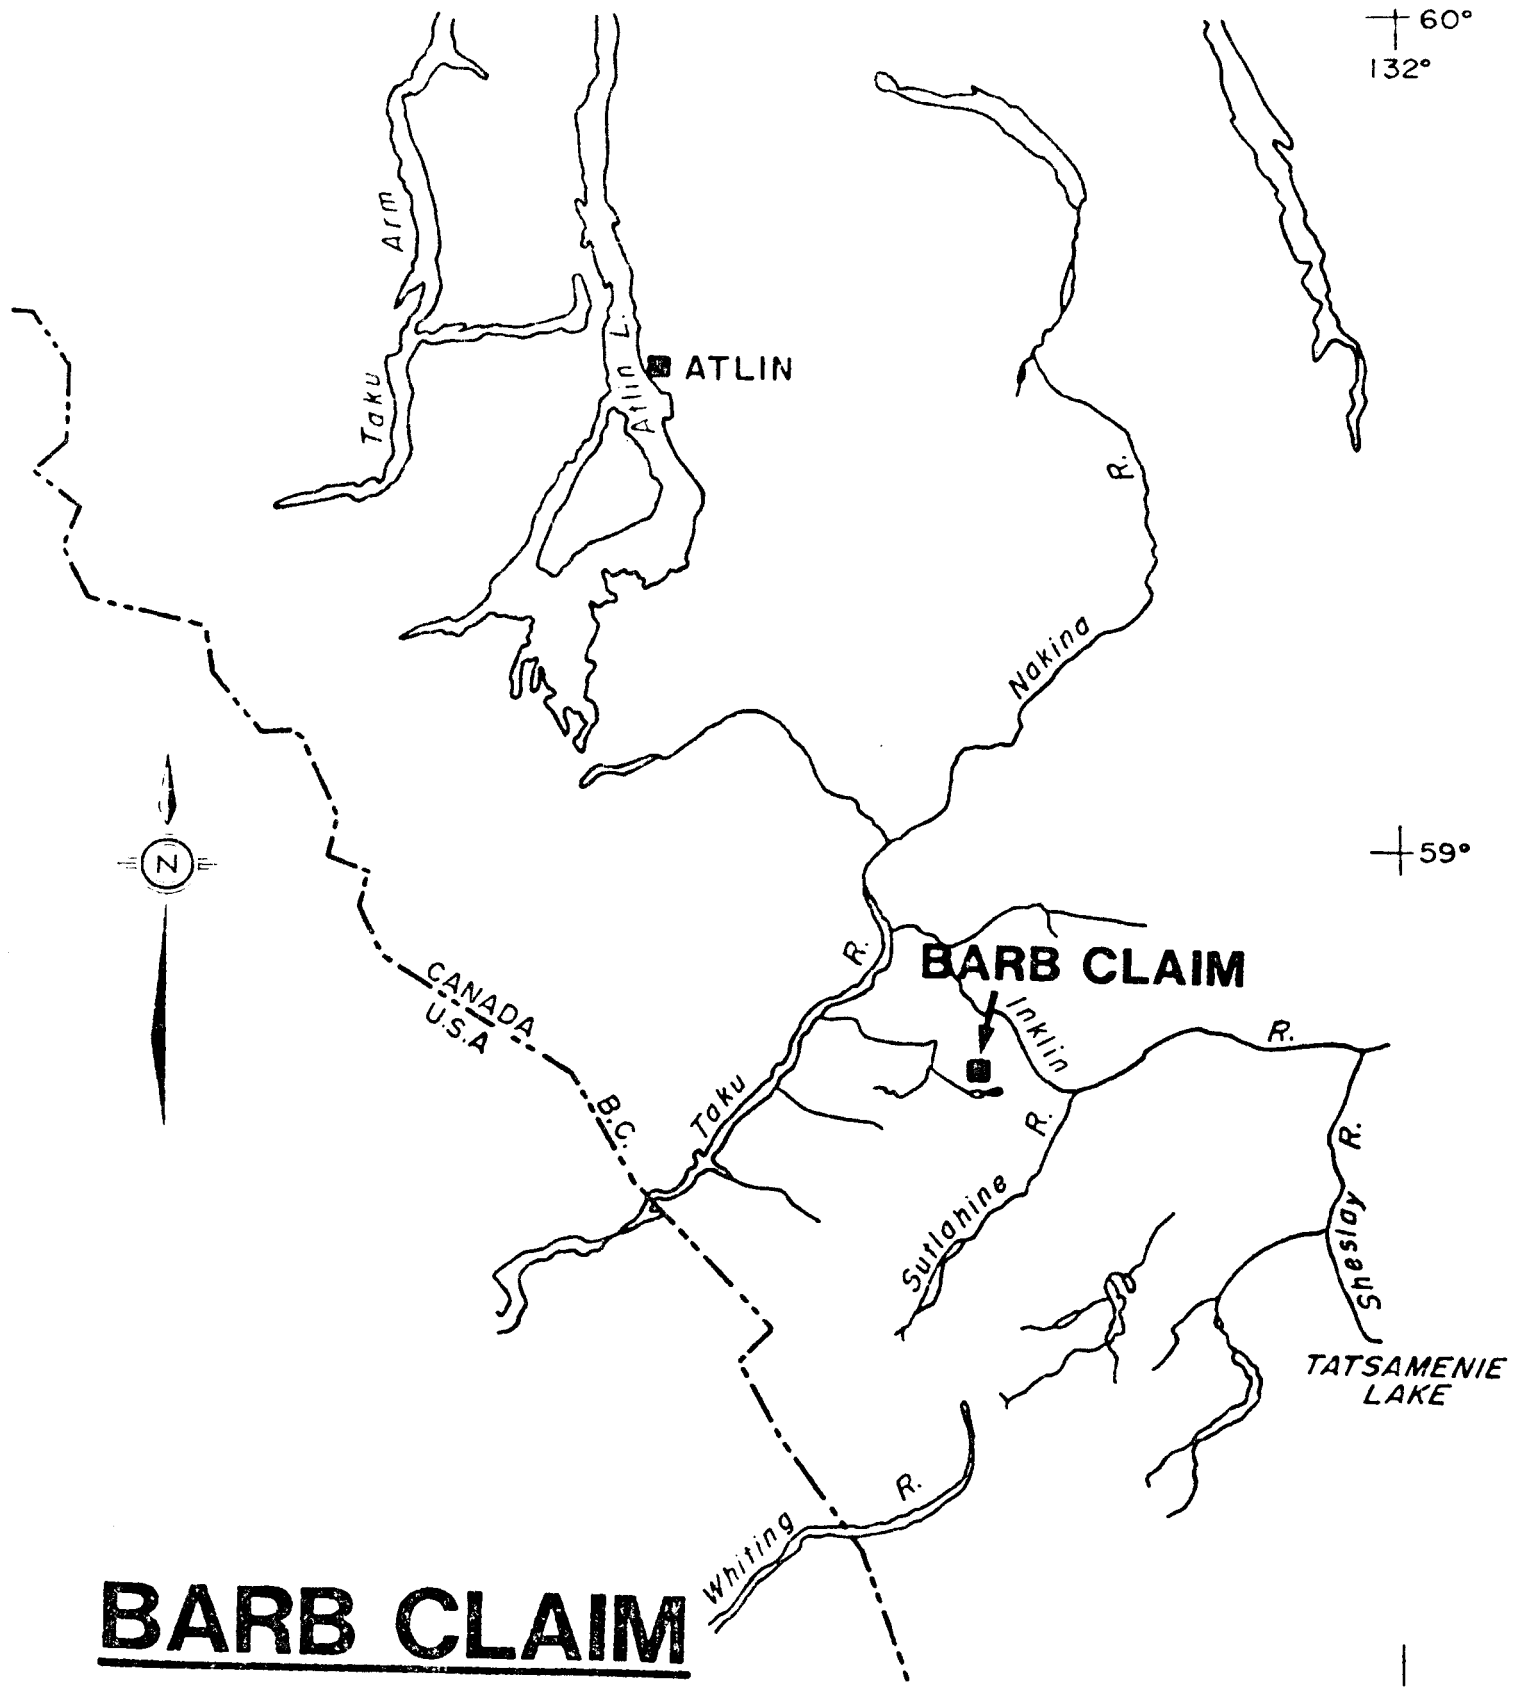 60°
132°
Arm
Taku
Atlin L.
ATLIN
R.
Nakina
N
59°
R.
BARB CLAIM
CANADA
U.S.A
Inklin
R.
Taku
B.C.
R.
R.
Sutlahine
Sheslay
TATSAMENIE
LAKE
R.
Whiting
BARB CLAIM